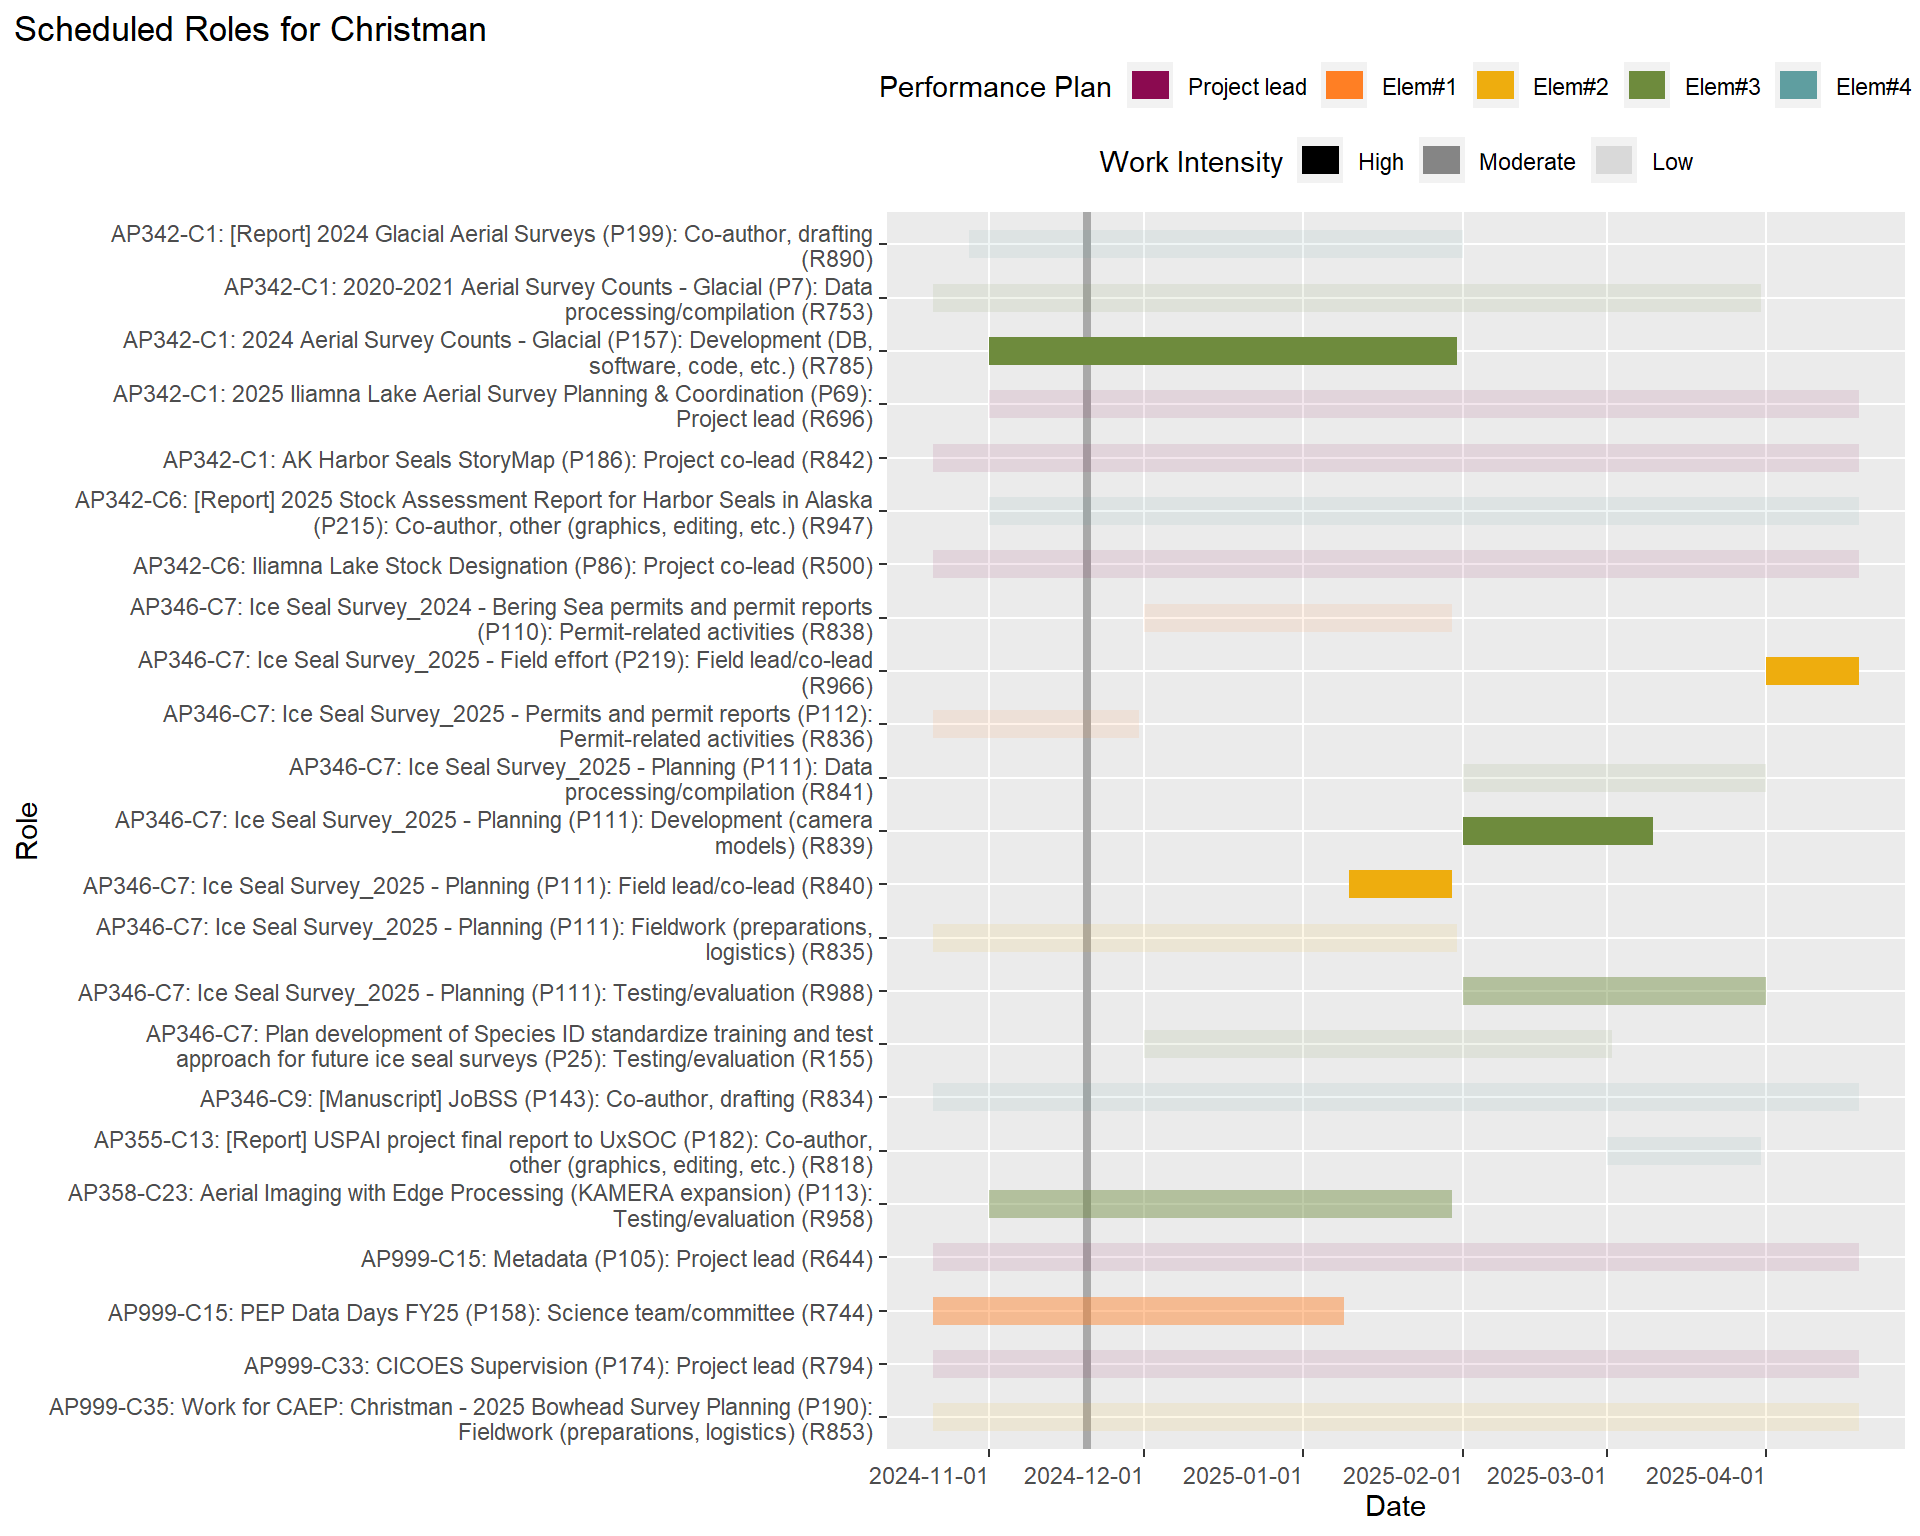 Scheduled Roles for Christman
Performance Plan Project lead Elem#1 Elem#2 Elem#3 Elem#4
Work Intensity High Moderate Low
AP342-C1: [Report] 2024 Glacial Aerial Surveys (P199): Co-author, drafting
(R890)
AP342-C1: 2020-2021 Aerial Survey Counts - Glacial (P7): Data
processing/compilation (R753)
AP342-C1: 2024 Aerial Survey Counts - Glacial (P157): Development (DB,
software, code, etc.) (R785)
AP342-C1: 2025 Iliamna Lake Aerial Survey Planning & Coordination (P69):
Project lead (R696)
AP342-C1: AK Harbor Seals StoryMap (P186): Project co-lead (R842)
AP342-C6: [Report] 2025 Stock Assessment Report for Harbor Seals in Alaska
(P215): Co-author, other (graphics, editing, etc.) (R947)
AP342-C6: Iliamna Lake Stock Designation (P86): Project co-lead (R500)
AP346-C7: Ice Seal Survey_2024 - Bering Sea permits and permit reports
(P110): Permit-related activities (R838)
AP346-C7: Ice Seal Survey_2025 - Field effort (P219): Field lead/co-lead
(R966)
AP346-C7: Ice Seal Survey_2025 - Permits and permit reports (P112):
Permit-related activities (R836)
AP346-C7: Ice Seal Survey_2025 - Planning (P111): Data
processing/compilation (R841)
AP346-C7: Ice Seal Survey_2025 - Planning (P111): Development (camera
models) (R839)
AP346-C7: Ice Seal Survey_2025 - Planning (P111): Field lead/co-lead (R840)
AP346-C7: Ice Seal Survey_2025 - Planning (P111): Fieldwork (preparations,
logistics) (R835)
AP346-C7: Ice Seal Survey_2025 - Planning (P111): Testing/evaluation (R988)
AP346-C7: Plan development of Species ID standardize training and test
approach for future ice seal surveys (P25): Testing/evaluation (R155)
AP346-C9: [Manuscript] JoBSS (P143): Co-author, drafting (R834)
AP355-C13: [Report] USPAI project final report to UxSOC (P182): Co-author,
other (graphics, editing, etc.) (R818)
AP358-C23: Aerial Imaging with Edge Processing (KAMERA expansion) (P113):
Testing/evaluation (R958)
AP999-C15: Metadata (P105): Project lead (R644)
AP999-C15: PEP Data Days FY25 (P158): Science team/committee (R744)
AP999-C33: CICOES Supervision (P174): Project lead (R794)
AP999-C35: Work for CAEP: Christman - 2025 Bowhead Survey Planning (P190):
Fieldwork (preparations, logistics) (R853)
Role
2024-11-01 2024-12-01 2025-01-01 2025-02-01 2025-03-01 2025-04-01
Date